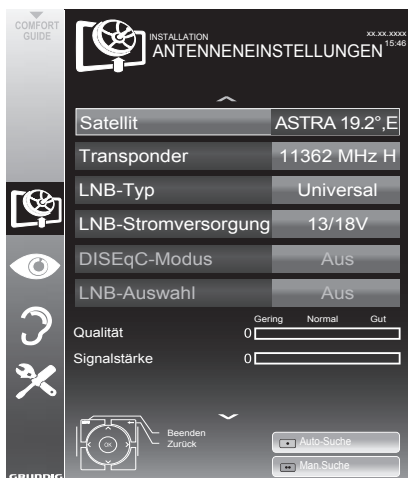 COMFORT
GUIDE
INSTALLATION
ANTENNENEINSTELLUNGEN
xx.xx.xxxx
15:46
Satellit ASTRA 19.2°,E
Transponder 11362 MHz H
LNB-Typ Universal
LNB-Stromversorgung 13/18V
DISEqC-Modus Aus
LNB-Auswahl Aus
Gering Normal Gut
Qualität 0
Signalstärke 0
Beenden
Zurück
OK
Auto-Suche
Man.Suche
GRUNDIG